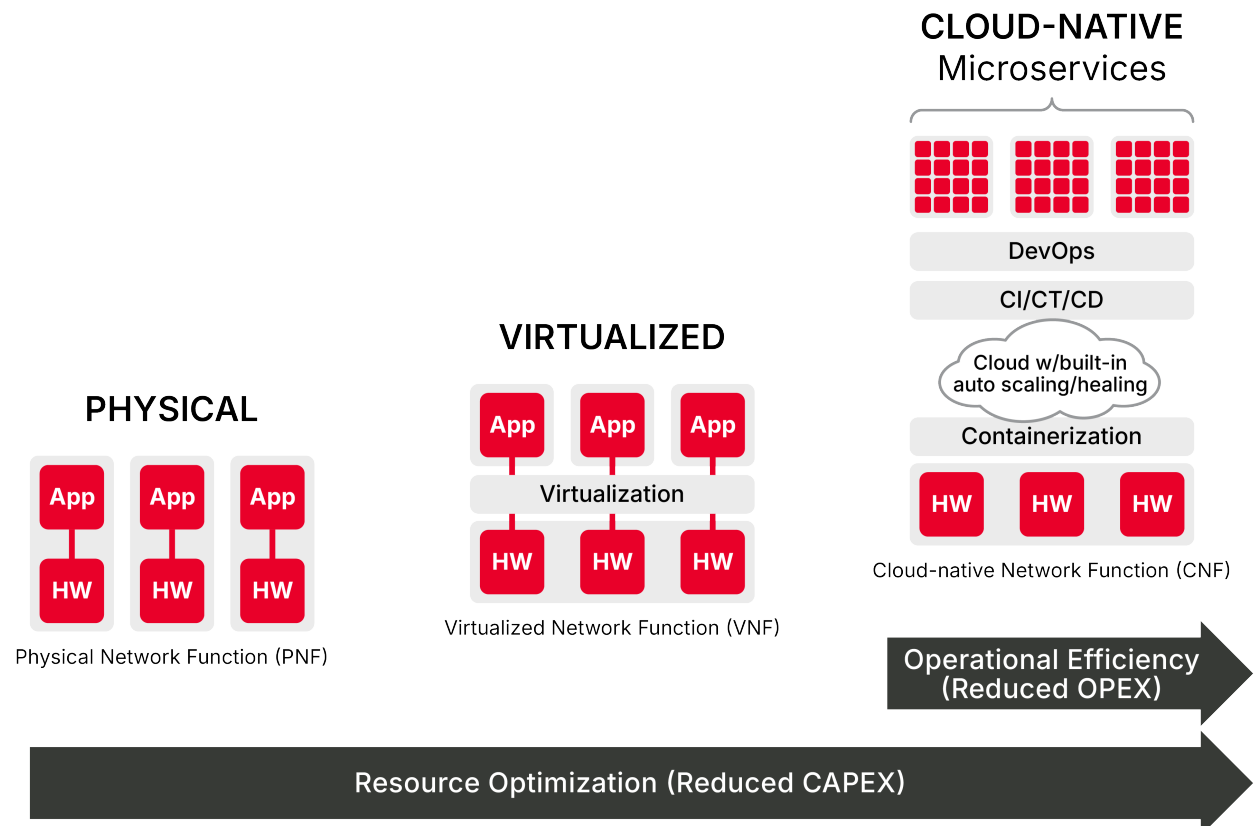 PHYSICAL
App
App
App
HW
HW
HW
Physical Network Function (PNF)
VIRTUALIZED
App
App
App
Virtualization
HW
HW
HW
Virtualized Network Function (VNF)
CLOUD-NATIVE
Microservices
DevOps
CI/CT/CD
Cloud w/built-in
auto scaling/healing
Containerization
HW
HW
HW
Cloud-native Network Function (CNF)
Operational Efficiency
(Reduced OPEX)
Resource Optimization (Reduced CAPEX)